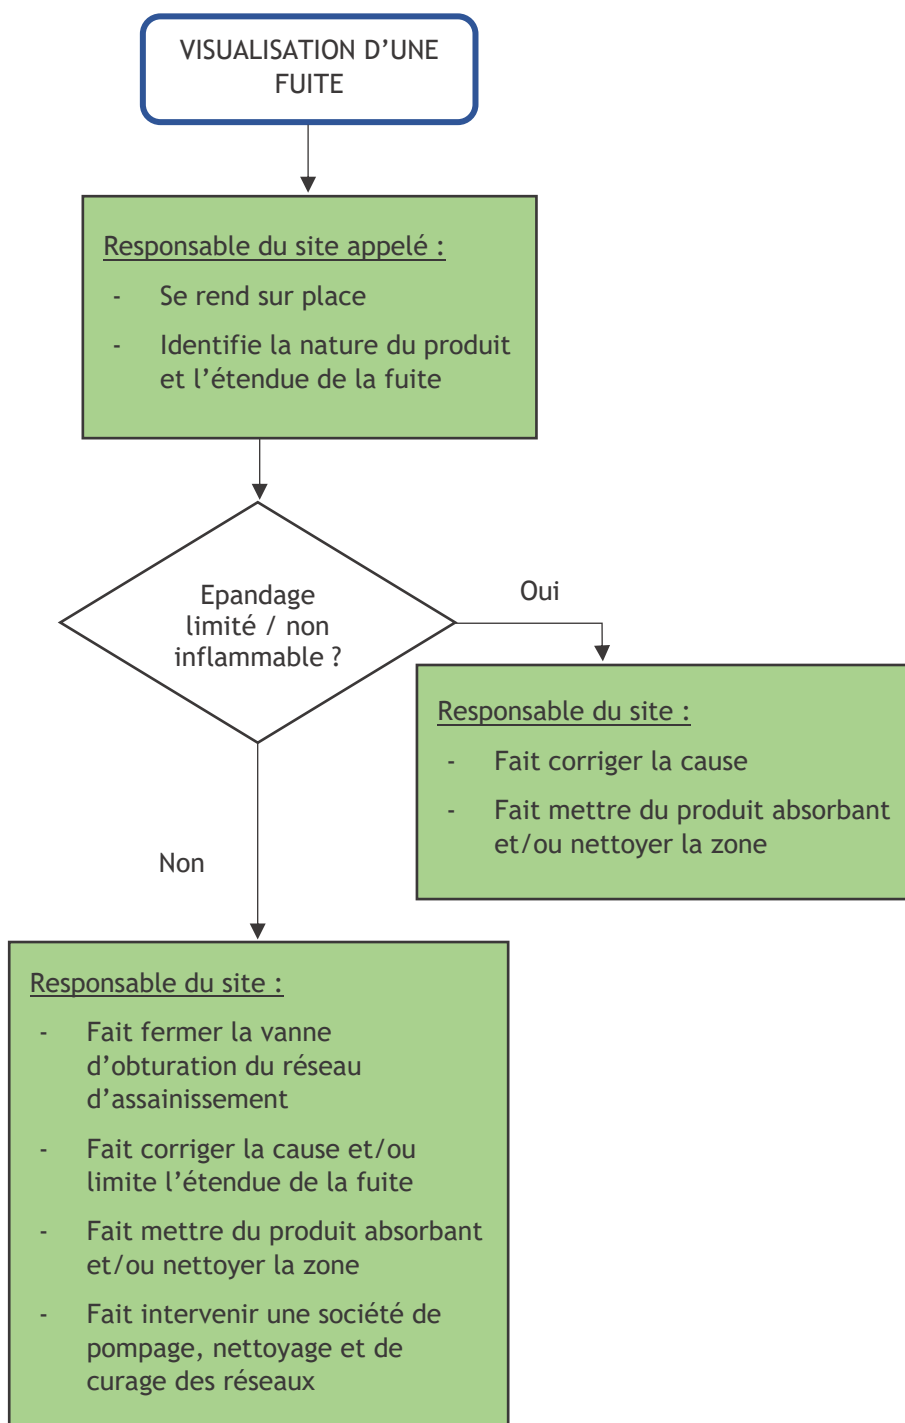 VISUALISATION D’UNE
FUITE
Responsable du site appelé :
- Se rend sur place
- Identifie la nature du produit
et l’étendue de la fuite
Epandage
limité / non
inflammable ?
Oui
Responsable du site :
- Fait corriger la cause
- Fait mettre du produit absorbant
et/ou nettoyer la zone
Non
Responsable du site :
- Fait fermer la vanne
d’obturation du réseau
d’assainissement
- Fait corriger la cause et/ou
limite l’étendue de la fuite
- Fait mettre du produit absorbant
et/ou nettoyer la zone
- Fait intervenir une société de
pompage, nettoyage et de
curage des réseaux